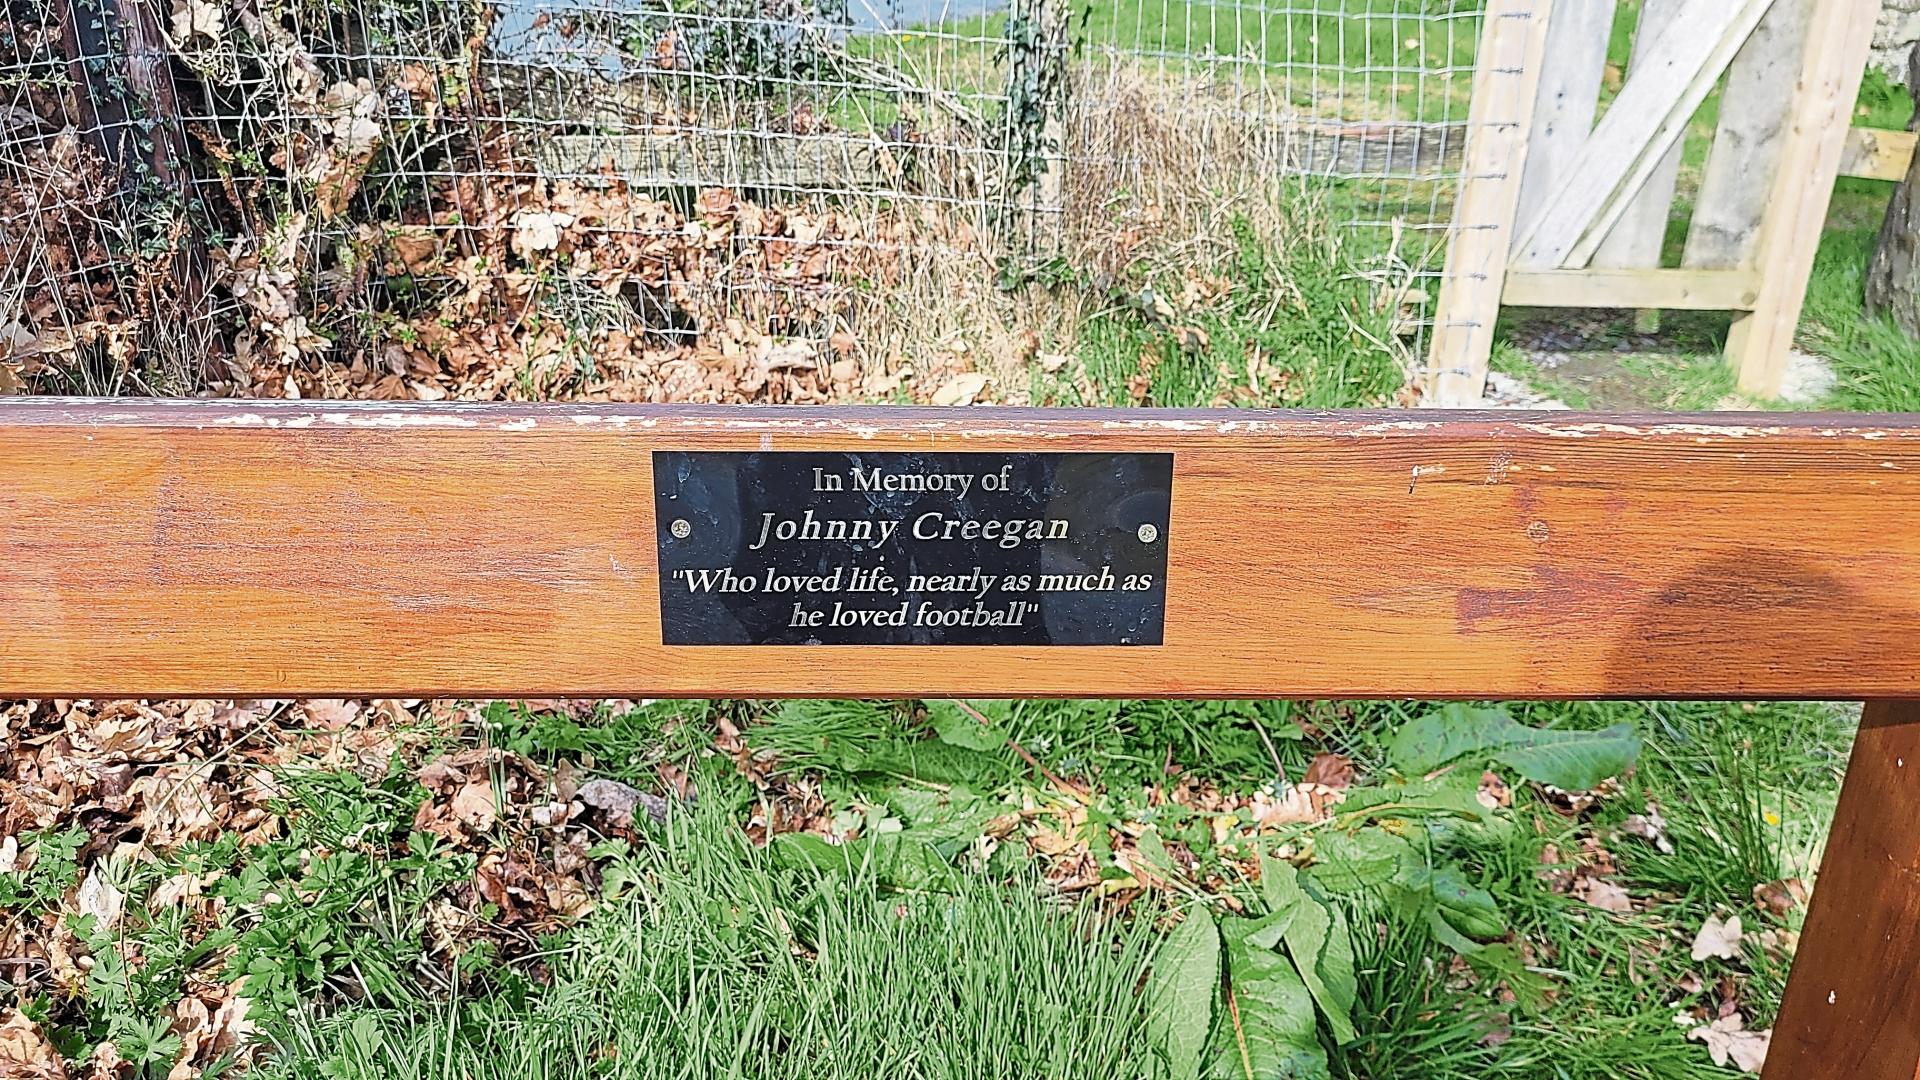 In Memory of
Johnny Creegan
"Who loved life, nearly as much as
he loved football"